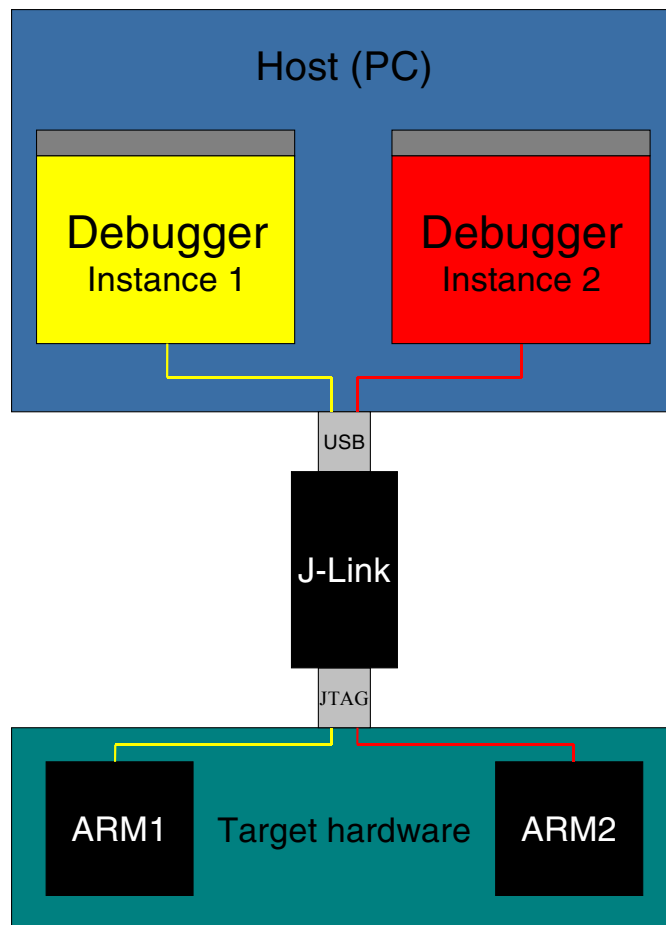 Host (PC)
Debugger
Instance 1
Debugger
Instance 2
USB
J-Link
JTAG
ARM1
Target hardware
ARM2